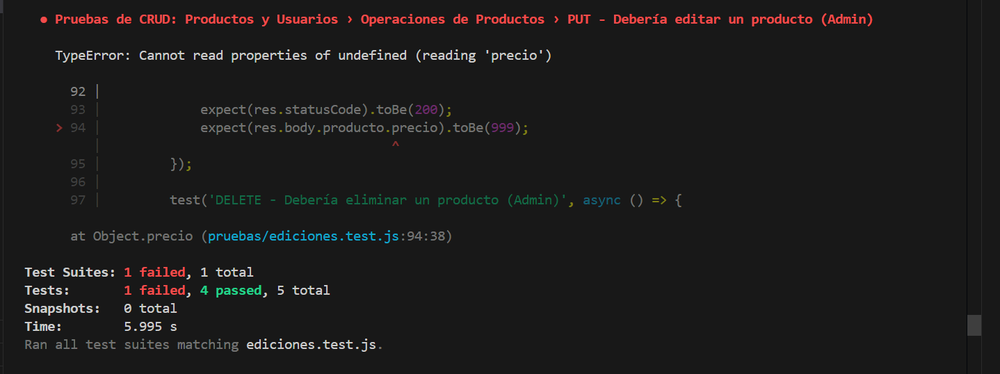 ● Pruebas de CRUD: Productos y Usuarios › Operaciones de Productos › PUT - Debería editar un producto (Admin)
TypeError: Cannot read properties of undefined (reading 'precio')
92 |
93 | expect(res.statusCode).toBe(200);
> 94 | expect(res.body.producto.precio).toBe(999);
| ^
95 | });
96 |
97 | test('DELETE - Debería eliminar un producto (Admin)', async () => {
at Object.precio (pruebas/ediciones.test.js:94:38)
Test Suites: 1 failed, 1 total
Tests: 1 failed, 4 passed, 5 total
Snapshots: 0 total
Time: 5.995 s
Ran all test suites matching ediciones.test.js.